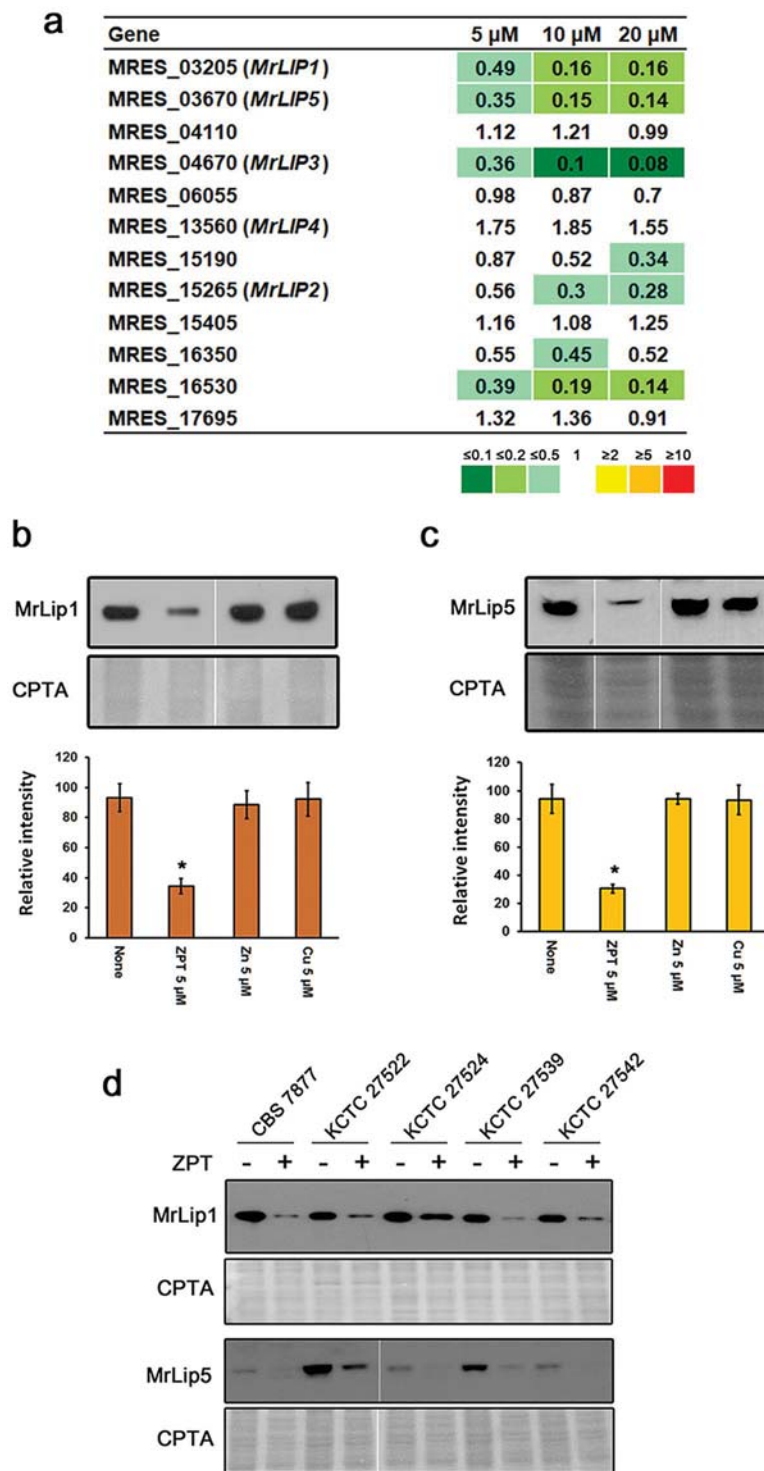 a
Gene 5 µM 10 µM 20 µM
MRES_03205 (MrLIP1) 0.49 0.16 0.16
MRES_03670 (MrLIP5) 0.35 0.15 0.14
MRES_04110 1.12 1.21 0.99
MRES_04670 (MrLIP3) 0.36 0.1 0.08
MRES_06055 0.98 0.87 0.7
MRES_13560 (MrLIP4) 1.75 1.85 1.55
MRES_15190 0.87 0.52 0.34
MRES_15265 (MrLIP2) 0.56 0.3 0.28
MRES_15405 1.16 1.08 1.25
MRES_16350 0.55 0.45 0.52
MRES_16530 0.39 0.19 0.14
MRES_17695 1.32 1.36 0.91
≤0.1 ≤0.2 ≤0.5 1 ≥2 ≥5 ≥10
b
MrLip1
CPTA
Relative intensity
120
100
80
60
40
20
0
*
None
ZPT 5 µM
Zn 5 µM
Cu 5 µM
c
MrLip5
CPTA
Relative intensity
120
100
80
60
40
20
0
*
None
ZPT 5 µM
Zn 5 µM
Cu 5 µM
d
CBS 7877 KCTC 27522 KCTC 27524 KCTC 27539 KCTC 27542
ZPT - + - + - + - + - +
MrLip1
CPTA
MrLip5
CPTA